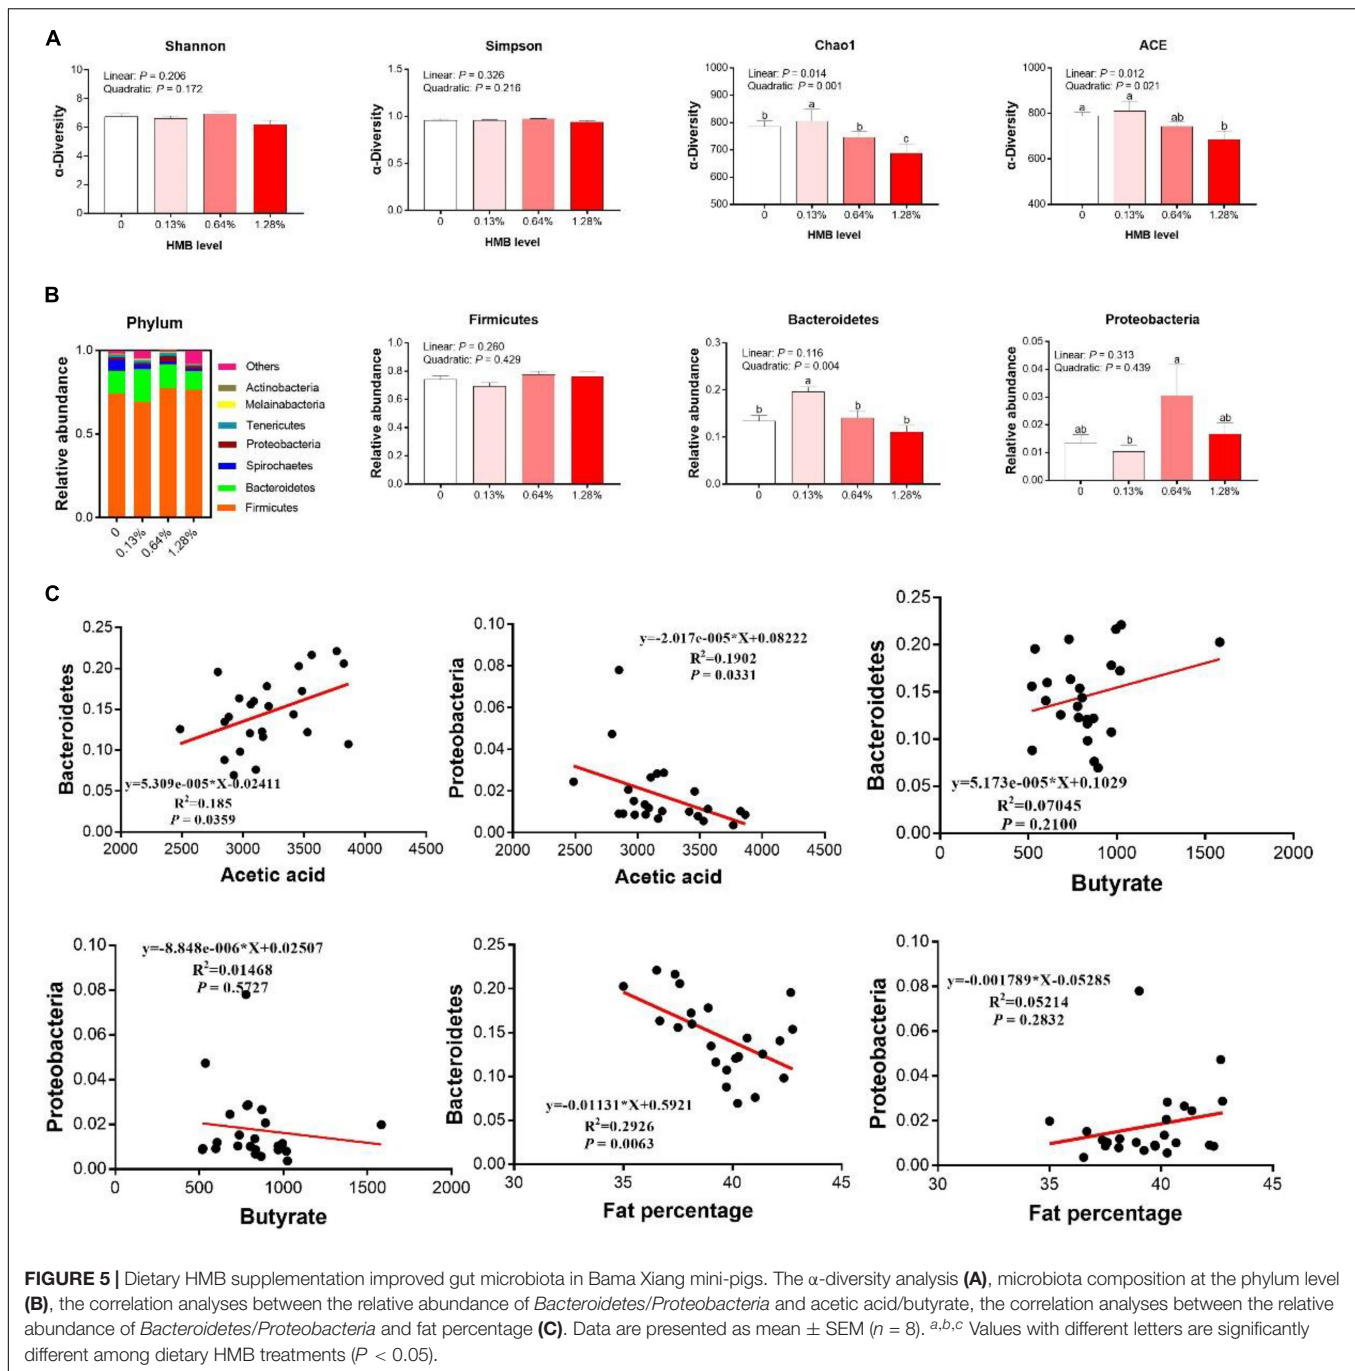 A
Shannon
Linear: P = 0.206
Quadratic: P = 0.172
α-Diversity
10
8
6
4
2
0
0
0.13%
0.64%
1.28%
HMB level
Simpson
Linear: P = 0.326
Quadratic: P = 0.216
α-Diversity
1.5
1.0
0.5
0.0
0
0.13%
0.64%
1.28%
HMB level
Chao1
Linear: P = 0.014
Quadratic: P = 0.001
α-Diversity
1000
900
800
700
600
500
b
a
b
c
0
0.13%
0.64%
1.28%
HMB level
ACE
Linear: P = 0.012
Quadratic: P = 0.021
α-Diversity
1000
800
600
400
a
a
ab
b
0
0.13%
0.64%
1.28%
HMB level
B
Phylum
Relative abundance
1.0
0.5
0.0
0
0.13%
0.64%
1.28%
Others
Actinobacteria
Melainabacteria
Tenericutes
Proteobacteria
Spirochaetes
Bacteroidetes
Firmicutes
Firmicutes
Linear: P = 0.260
Quadratic: P = 0.429
Relative abundance
1.0
0.8
0.6
0.4
0.2
0.0
0
0.13%
0.64%
1.28%
Bacteroidetes
Linear: P = 0.116
Quadratic: P = 0.004
Relative abundance
0.3
0.2
0.1
0.0
b
a
b
b
0
0.13%
0.64%
1.28%
Proteobacteria
Linear: P = 0.313
Quadratic: P = 0.439
Relative abundance
0.05
0.04
0.03
0.02
0.01
0.00
ab
b
a
ab
0
0.13%
0.64%
1.28%
C
Bacteroidetes
0.25
0.20
0.15
0.10
0.05
0.00
y=5.309e-005*X-0.02411
R²=0.185
P = 0.0359
2000 2500 3000 3500 4000 4500
Acetic acid
Proteobacteria
0.10
0.08
0.06
0.04
0.02
0.00
y=-2.017e-005*X+0.08222
R²=0.1902
P = 0.0331
2000 2500 3000 3500 4000 4500
Acetic acid
Bacteroidetes
0.25
0.20
0.15
0.10
0.05
0.00
y=5.173e-005*X+0.1029
R²=0.07045
P = 0.2100
0 500 1000 1500 2000
Butyrate
Proteobacteria
0.10
0.08
0.06
0.04
0.02
0.00
y=-8.848e-006*X+0.02507
R²=0.01468
P = 0.5727
0 500 1000 1500 2000
Butyrate
Bacteroidetes
0.25
0.20
0.15
0.10
0.05
0.00
y=-0.01131*X+0.5921
R²=0.2926
P = 0.0063
30 35 40 45
Fat percentage
Proteobacteria
0.10
0.08
0.06
0.04
0.02
0.00
y=-0.001789*X-0.05285
R²=0.05214
P = 0.2832
30 35 40 45
Fat percentage
FIGURE 5 | Dietary HMB supplementation improved gut microbiota in Bama Xiang mini-pigs. The α-diversity analysis (A), microbiota composition at the phylum level
(B), the correlation analyses between the relative abundance of Bacteroidetes/Proteobacteria and acetic acid/butyrate, the correlation analyses between the relative
abundance of Bacteroidetes/Proteobacteria and fat percentage (C). Data are presented as mean ± SEM (n = 8). a,b,c Values with different letters are significantly
different among dietary HMB treatments (P < 0.05).